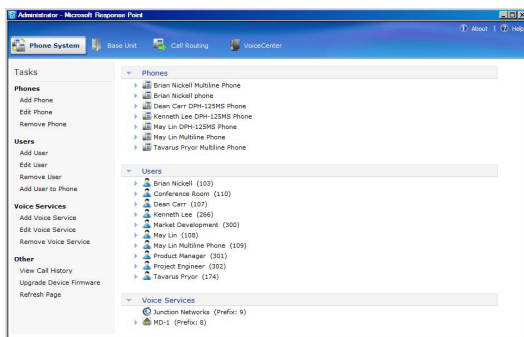 Administrator - Microsoft Response Point
About | Help
Phone System Base Unit Call Routing VoiceCenter
Tasks
Phones
Add Phone
Edit Phone
Remove Phone
Users
Add User
Edit User
Remove User
Add User to Phone
Voice Services
Add Voice Service
Edit Voice Service
Remove Voice Service
Other
View Call History
Upgrade Device Firmware
Refresh Page
Phones
Brian Nickell Multiline Phone
Brian Nickell phone
Dean Carr DPH-125MS Phone
Kenneth Lee DPH-125MS Phone
May Lin DPH-125MS Phone
May Lin Multiline Phone
Tavarus Pryor Multiline Phone
Users
Brian Nickell (103)
Conference Room (110)
Dean Carr (107)
Kenneth Lee (266)
Market Development (300)
May Lin (108)
May Lin Multiline Phone (109)
Product Manager (301)
Project Engineer (302)
Tavarus Pryor (174)
Voice Services
Junction Networks (Prefix: 9)
MD-1 (Prefix: 8)